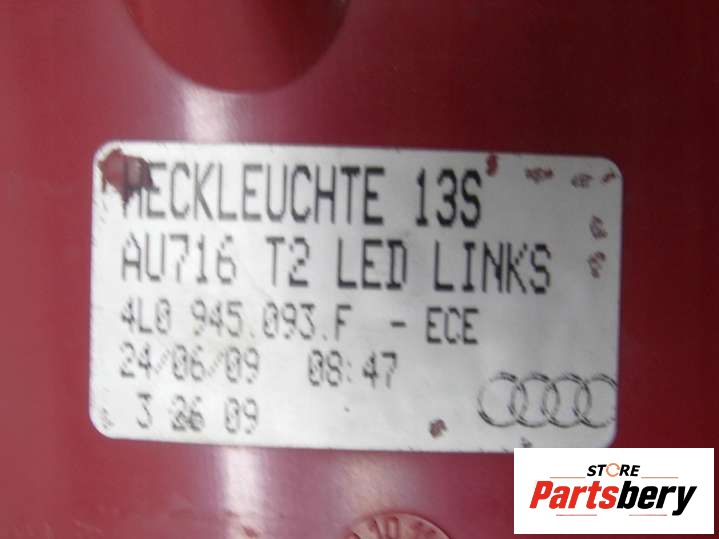 HECKLEUCHTE 13S
AU716 T2 LED LINKS
4L0 945.093.F - ECE
24/06/09 08:47
3 26 09
STORE
Partsbery